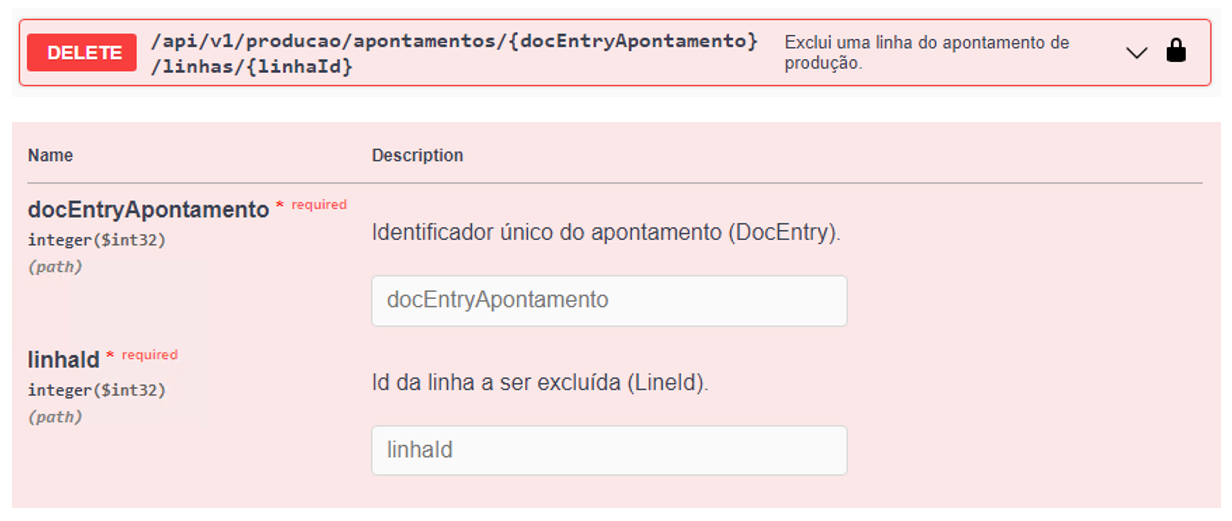 DELETE
/api/v1/producao/apontamentos/{docEntryApontamento}
/linhas/{linhaId}
Exclui uma linha do apontamento de
produção.
Name Description
docEntryApontamento * required
integer($int32)
(path)
Identificador único do apontamento (DocEntry).
docEntryApontamento
linhaId * required
integer($int32)
(path)
Id da linha a ser excluída (LineId).
linhaId